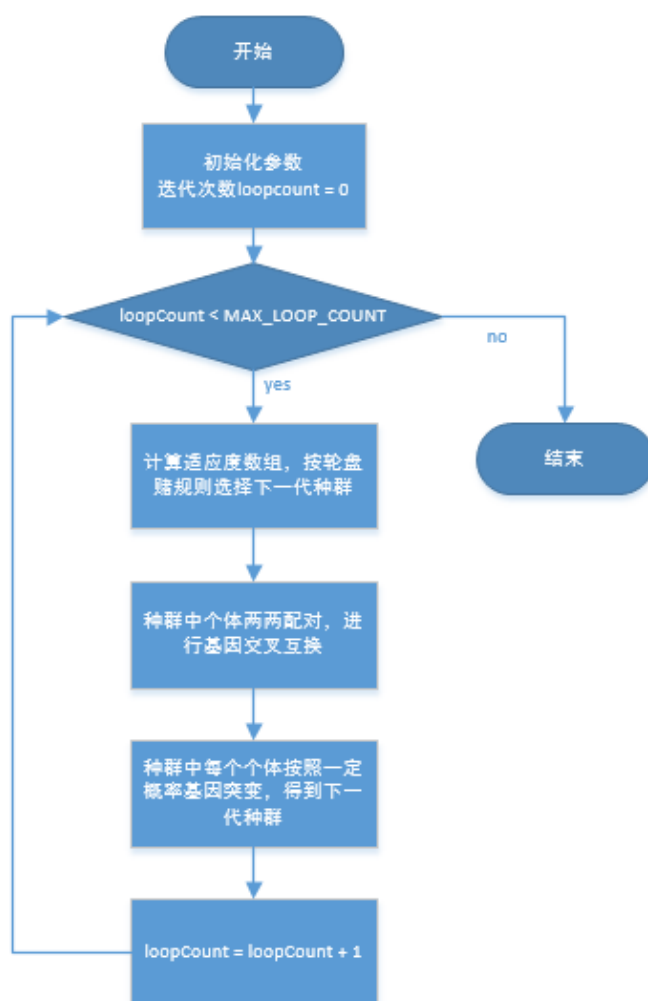 开始
初始化参数
迭代次数loopcount = 0
loopCount < MAX_LOOP_COUNT
no
yes
结束
计算适应度数组，按轮盘
赌规则选择下一代种群
种群中个体两两配对，进
行基因交叉互换
种群中每个个体按照一定
概率基因突变，得到下一
代种群
loopCount = loopCount + 1